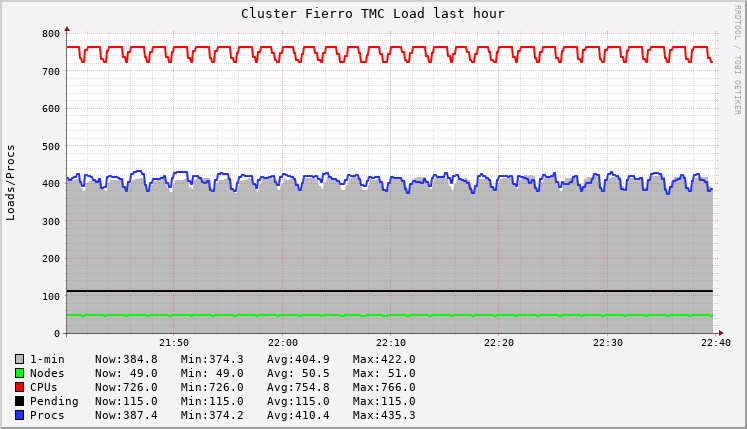 Cluster Fierro TMC Load last hour
RRDTOOL / TOBI OETIKER
Loads/Procs
800
700
600
500
400
300
200
100
0
21:50 22:00 22:10 22:20 22:30 22:40
1-min Now:384.8 Min:374.3 Avg:404.9 Max:422.0
Nodes Now: 49.0 Min: 49.0 Avg: 50.5 Max: 51.0
CPUs Now:726.0 Min:726.0 Avg:754.8 Max:766.0
Pending Now:115.0 Min:115.0 Avg:115.0 Max:115.0
Procs Now:387.4 Min:374.2 Avg:410.4 Max:435.3